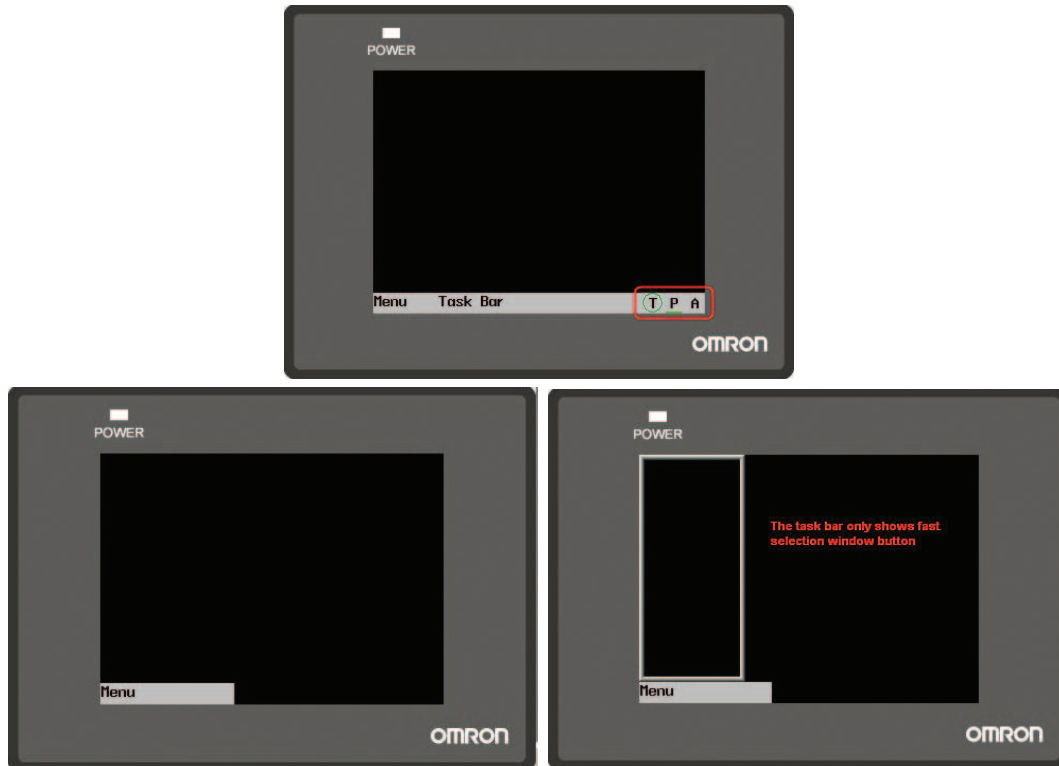 POWER
Menu Task Bar T P A
OMRON
POWER
Menu
OMRON
POWER
The task bar only shows fast
selection window button
Menu
OMRON